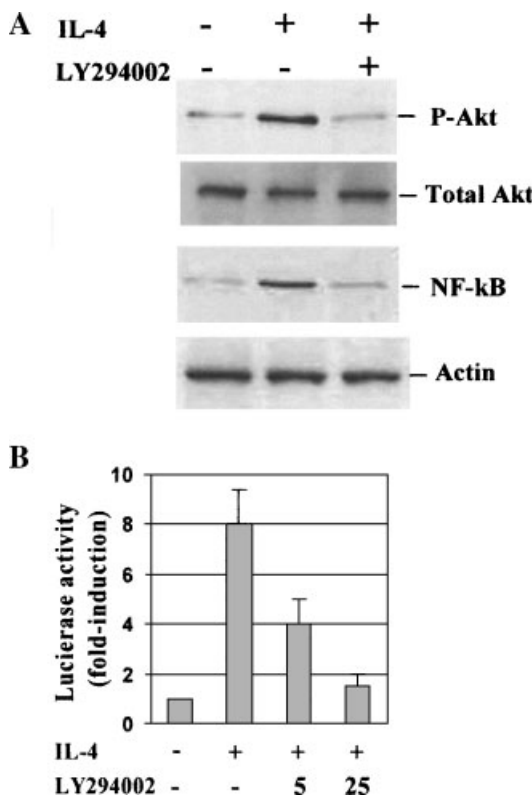 A
IL-4 - + +
LY294002 - - +
P-Akt
Total Akt
NF-kB
Actin
B
Lucierase activity
(fold-induction)
10
8
6
4
2
0
IL-4 - + + +
LY294002 - - 5 25